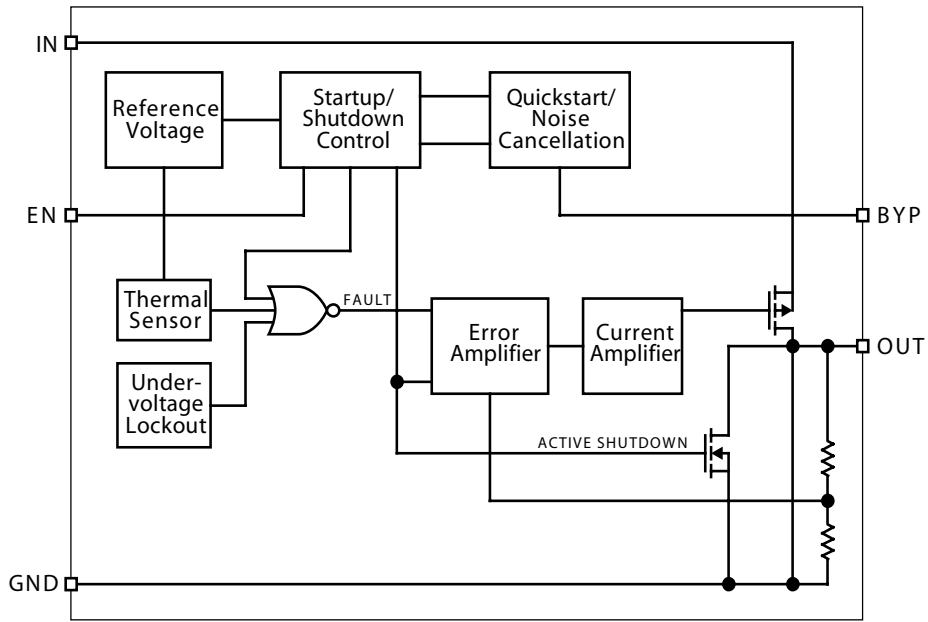 IN
Reference
Voltage
Startup/
Shutdown
Control
Quickstart/
Noise
Cancellation
EN
BYP
Thermal
Sensor
FAULT
Error
Amplifier
Current
Amplifier
OUT
Under-
voltage
Lockout
ACTIVE SHUTDOWN
GND